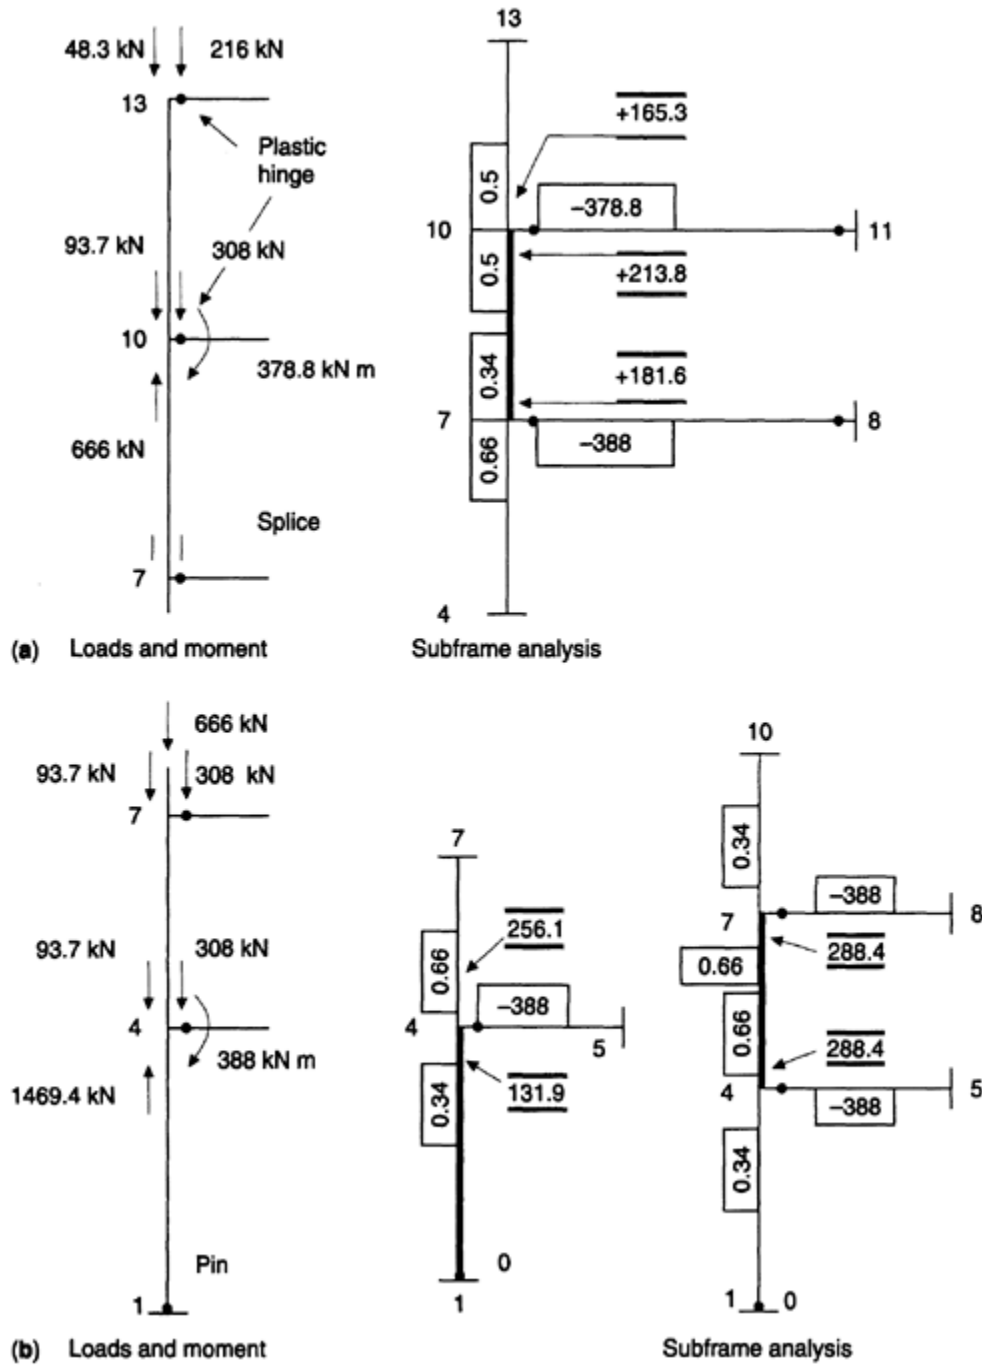 48.3 kN 216 kN
13
Plastic
hinge
93.7 kN 308 kN
10
378.8 kN m
666 kN
Splice
7
(a) Loads and moment
13
+165.3
0.5
−378.8
10 11
0.5
+213.8
0.34
+181.6
7 8
0.66
−388
4
Subframe analysis
666 kN
93.7 kN 308 kN
7
93.7 kN 308 kN
4
388 kN m
1469.4 kN
Pin
1
(b) Loads and moment
7
256.1
0.66
−388
4 5
0.34
131.9
0
1
10
0.34
−388
7 8
288.4
0.66
0.66
288.4
4 5
−388
0.34
1 0
Subframe analysis